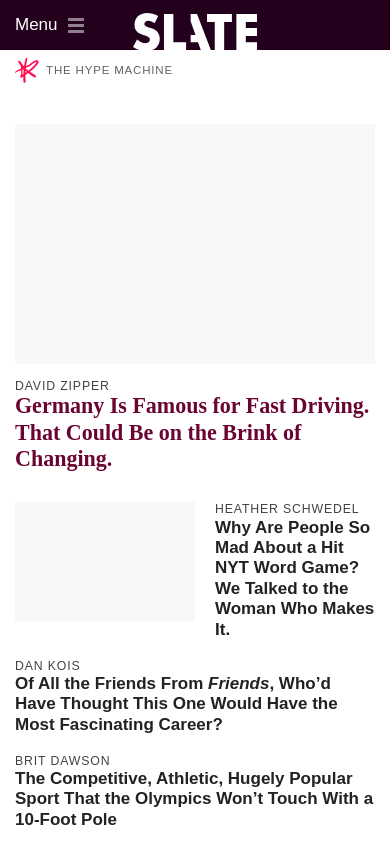 Menu
SLATE
THE HYPE MACHINE
DAVID ZIPPER
Germany Is Famous for Fast Driving.
That Could Be on the Brink of
Changing.
HEATHER SCHWEDEL
Why Are People So
Mad About a Hit
NYT Word Game?
We Talked to the
Woman Who Makes
It.
DAN KOIS
Of All the Friends From Friends, Who’d
Have Thought This One Would Have the
Most Fascinating Career?
BRIT DAWSON
The Competitive, Athletic, Hugely Popular
Sport That the Olympics Won’t Touch With a
10-Foot Pole